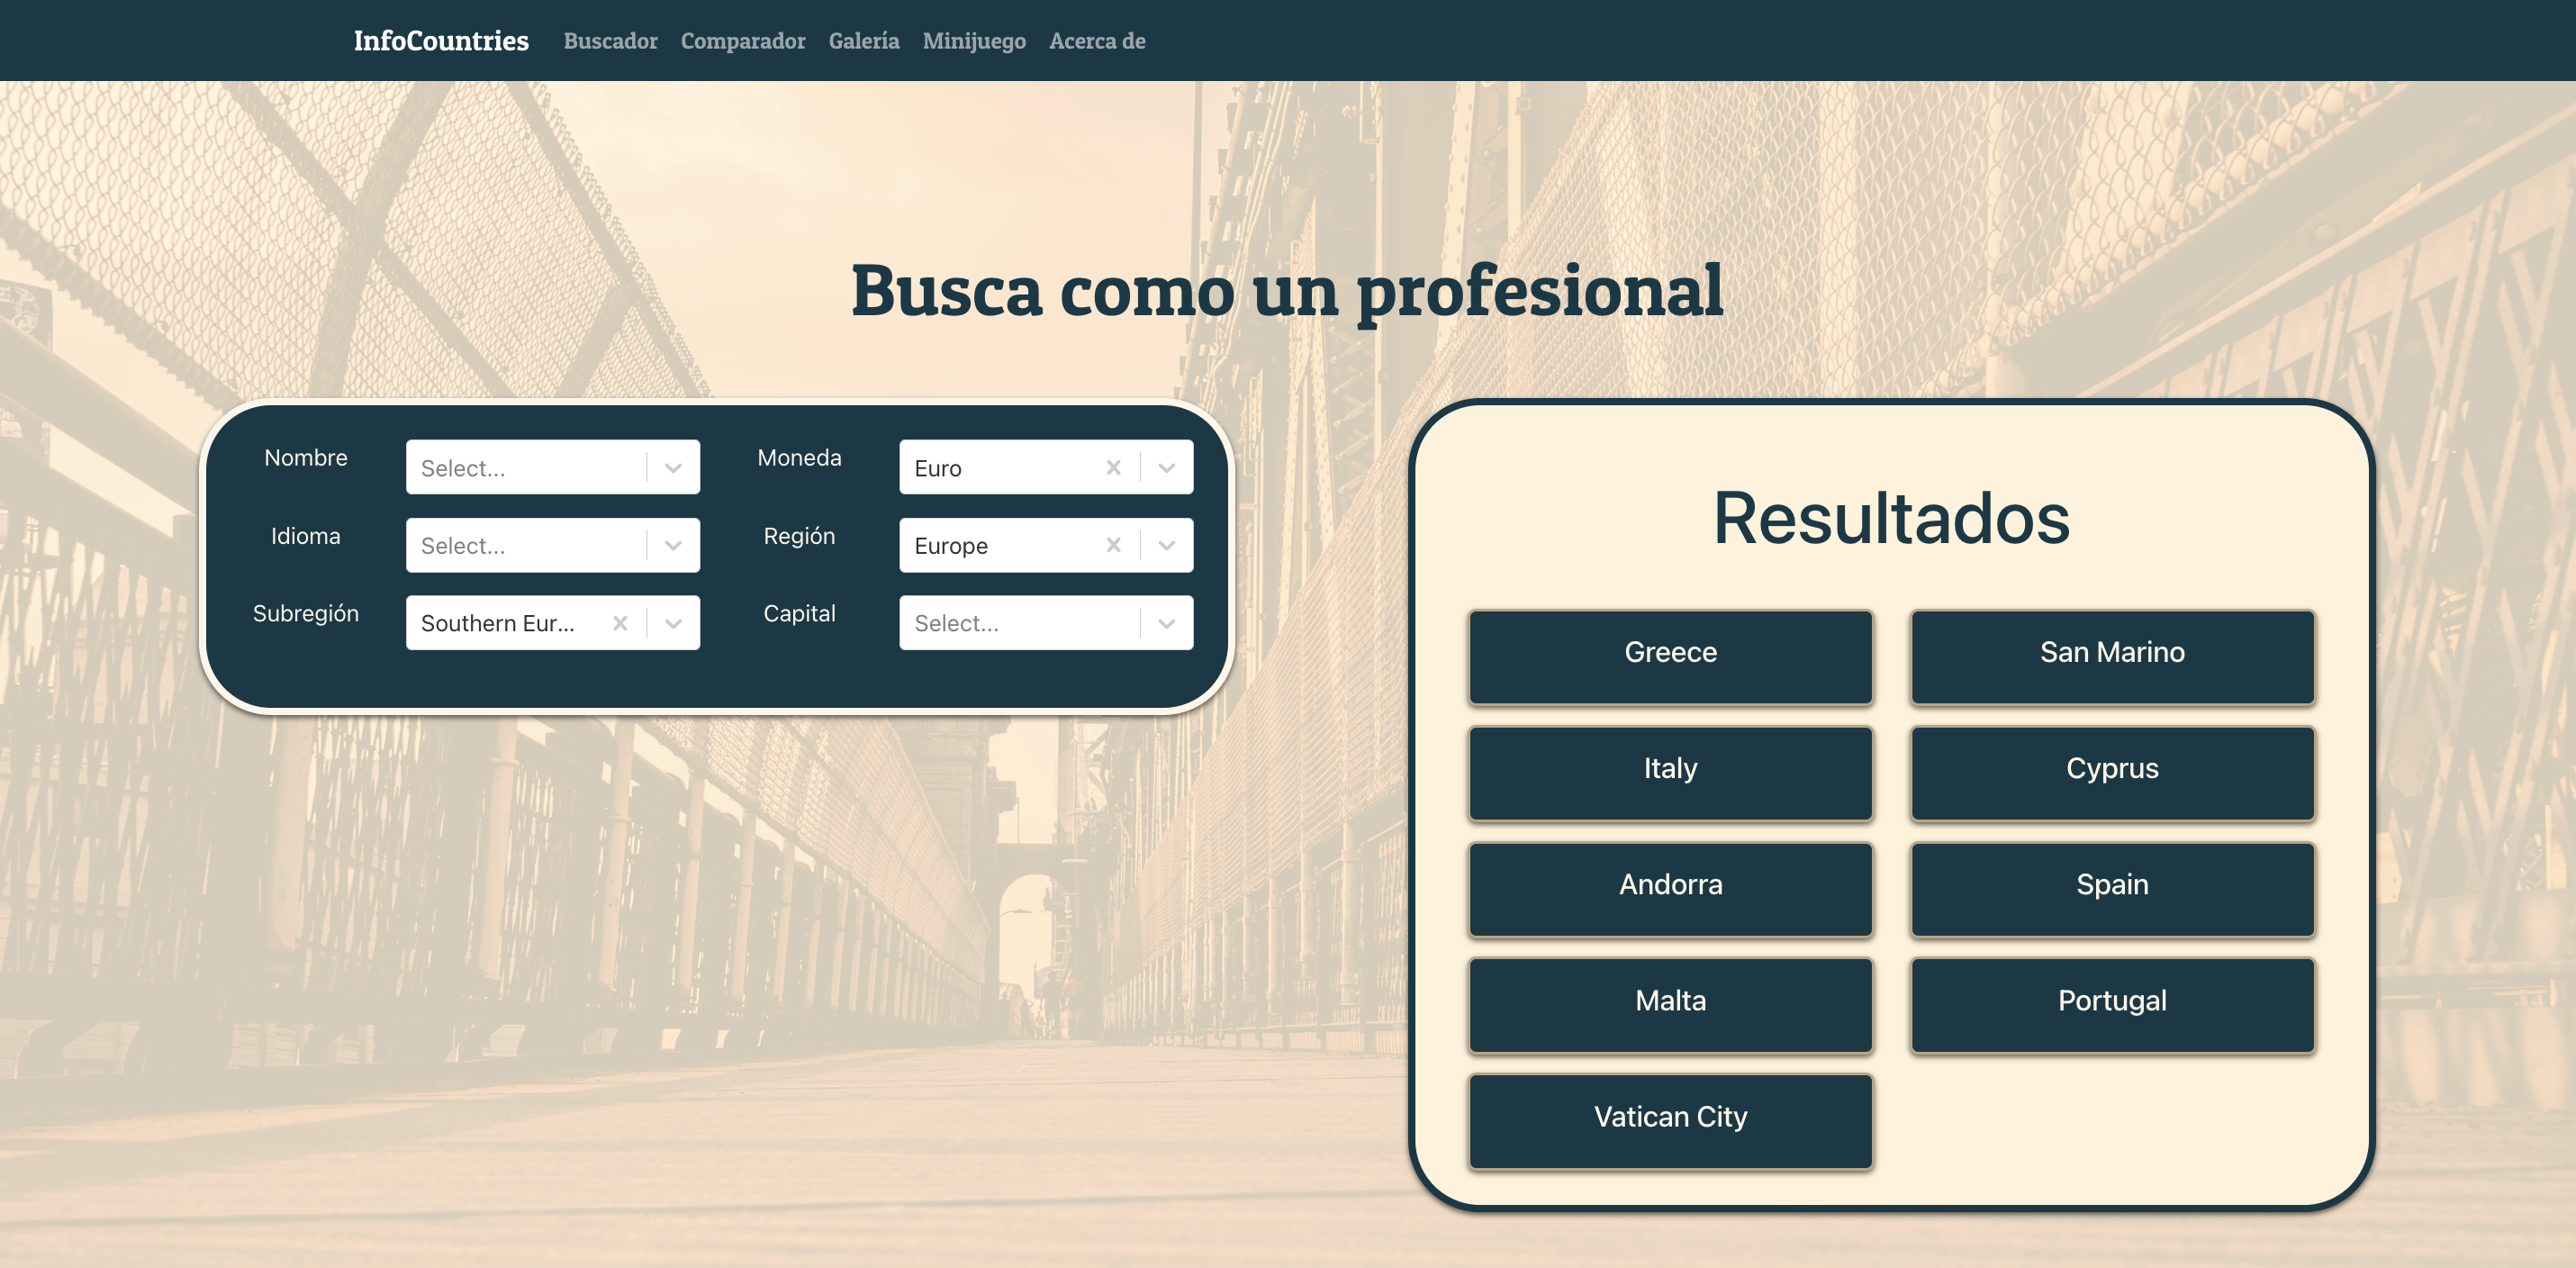 InfoCountries Buscador Comparador Galería Minijuego Acerca de
Busca como un profesional
Nombre Select... Moneda Euro
Idioma Select... Región Europe
Subregión Southern Eur... Capital Select...
Resultados
Greece San Marino
Italy Cyprus
Andorra Spain
Malta Portugal
Vatican City